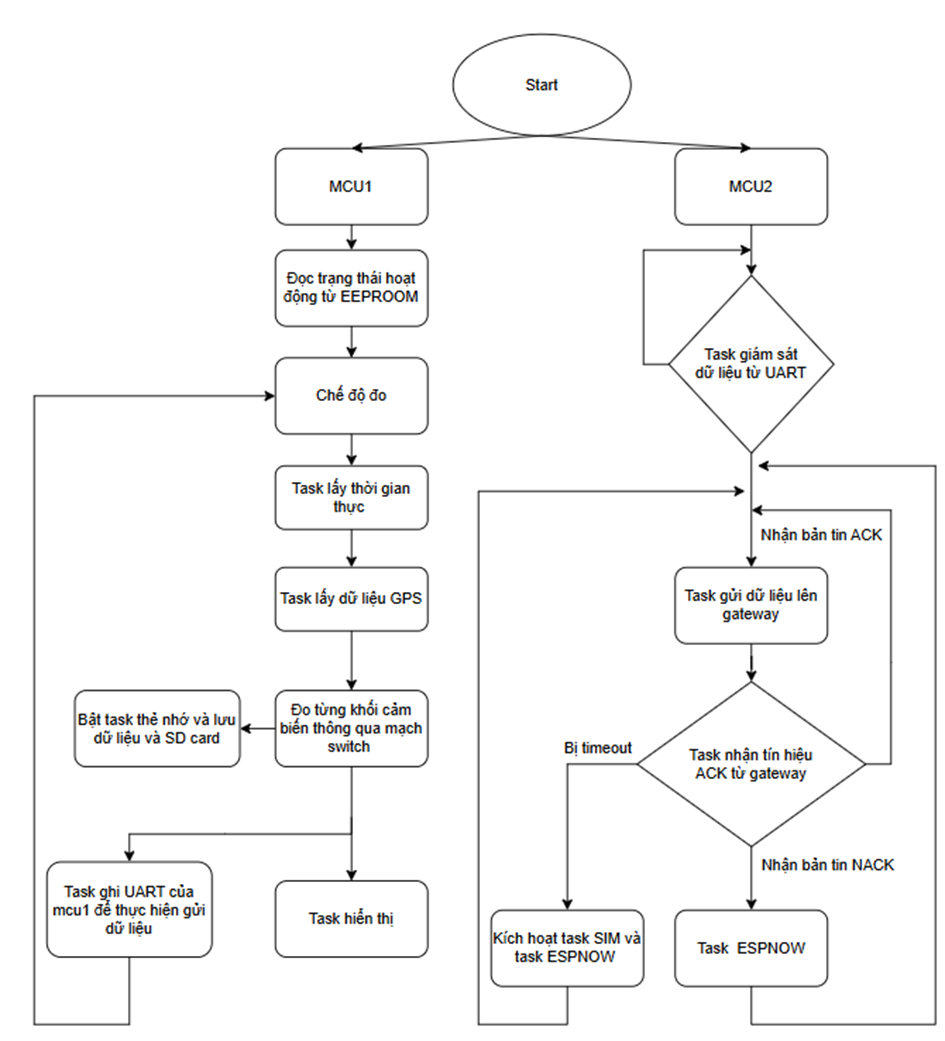 Start
MCU1
MCU2
Đọc trạng thái hoạt
động từ EEPROOM
Chế độ đo
Task giám sát
dữ liệu từ UART
Task lấy thời gian
thực
Nhận bản tin ACK
Task lấy dữ liệu GPS
Task gửi dữ liệu lên
gateway
Bật task thẻ nhớ và lưu
dữ liệu và SD card
Đo từng khối cảm
biến thông qua mạch
switch
Bị timeout
Task nhận tín hiệu
ACK từ gateway
Nhận bản tin NACK
Task ghi UART của
mcu1 để thực hiện gửi
dữ liệu
Task hiển thị
Kích hoạt task SIM và
task ESPNOW
Task ESPNOW